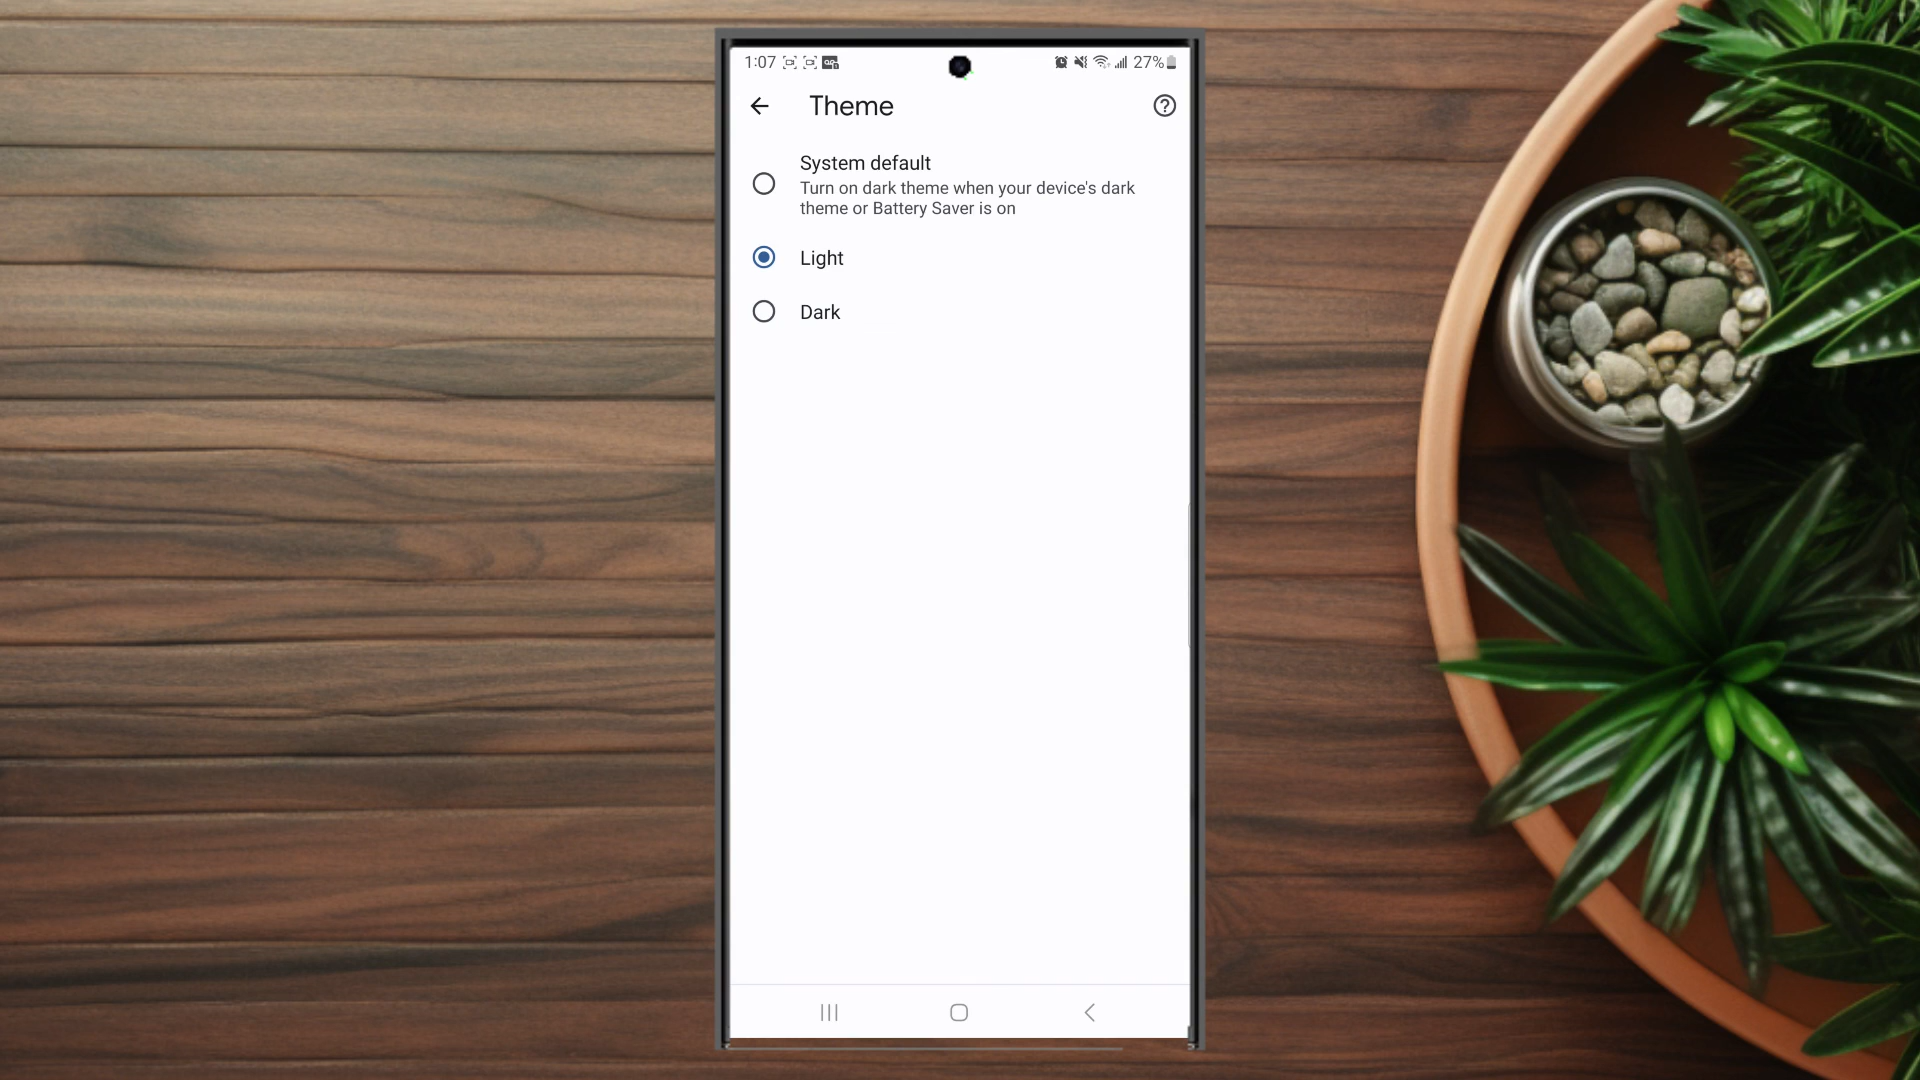 1:07
27%
Theme
System default
Turn on dark theme when your device's dark
theme or Battery Saver is on
Light
Dark